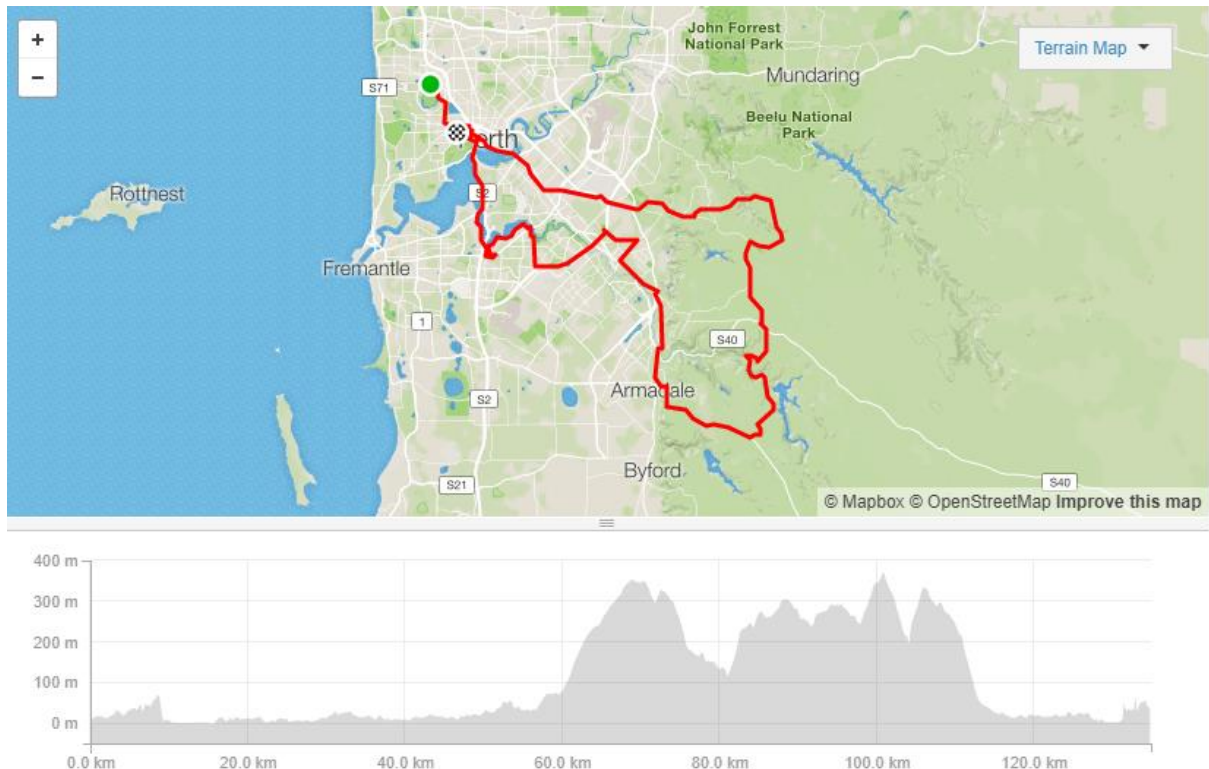 +
−
Terrain Map
John Forrest
National Park
Mundaring
S71
Beelu National
Park
erth
Rottnest
S2
Fremantle
1
S40
S2
Armadale
Byford
S21
S40
© Mapbox © OpenStreetMap Improve this map
400 m
300 m
200 m
100 m
0 m
0.0 km 20.0 km 40.0 km 60.0 km 80.0 km 100.0 km 120.0 km